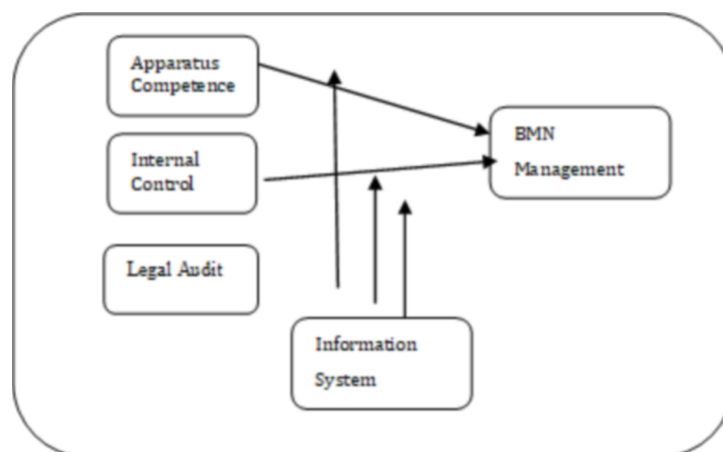 Apparatus
Competence
BMN
Management
Internal
Control
Legal Audit
Information
System